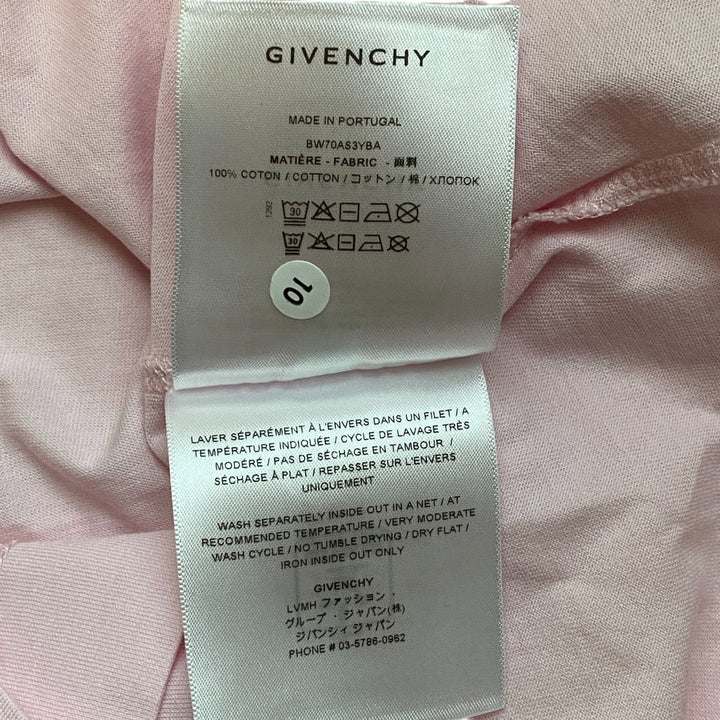 GIVENCHY
MADE IN PORTUGAL
BW70AS3YBA
MATIÈRE - FABRIC - 面料
100% COTON / COTTON / コットン / 棉 / ХЛОПОК
1292
30
30
10
LAVER SÉPARÉMENT À L'ENVERS DANS UN FILET / A
TEMPÉRATURE INDIQUÉE / CYCLE DE LAVAGE TRÈS
MODÉRÉ / PAS DE SÉCHAGE EN TAMBOUR /
SÉCHAGE À PLAT / REPASSER SUR L'ENVERS
UNIQUEMENT
WASH SEPARATELY INSIDE OUT IN A NET / AT
RECOMMENDED TEMPERATURE / VERY MODERATE
WASH CYCLE / NO TUMBLE DRYING / DRY FLAT /
IRON INSIDE OUT ONLY
GIVENCHY
LVMH ファッション ·
グループ · ジャパン(株)
ジバンシィ ジャパン
PHONE # 03-5786-0962